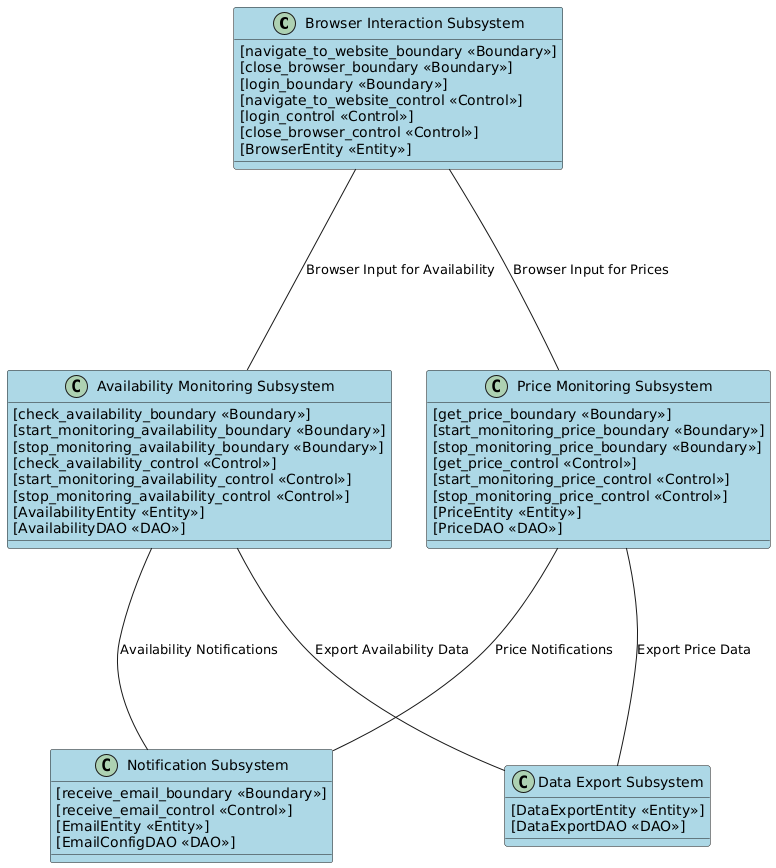 C Browser Interaction Subsystem
[navigate_to_website_boundary «Boundary»]
[close_browser_boundary «Boundary»]
[login_boundary «Boundary»]
[navigate_to_website_control «Control»]
[login_control «Control»]
[close_browser_control «Control»]
[BrowserEntity «Entity»]
Browser Input for Availability
Browser Input for Prices
C Availability Monitoring Subsystem
[check_availability_boundary «Boundary»]
[start_monitoring_availability_boundary «Boundary»]
[stop_monitoring_availability_boundary «Boundary»]
[check_availability_control «Control»]
[start_monitoring_availability_control «Control»]
[stop_monitoring_availability_control «Control»]
[AvailabilityEntity «Entity»]
[AvailabilityDAO «DAO»]
C Price Monitoring Subsystem
[get_price_boundary «Boundary»]
[start_monitoring_price_boundary «Boundary»]
[stop_monitoring_price_boundary «Boundary»]
[get_price_control «Control»]
[start_monitoring_price_control «Control»]
[stop_monitoring_price_control «Control»]
[PriceEntity «Entity»]
[PriceDAO «DAO»]
Availability Notifications
Export Availability Data
Price Notifications
Export Price Data
C Notification Subsystem
[receive_email_boundary «Boundary»]
[receive_email_control «Control»]
[EmailEntity «Entity»]
[EmailConfigDAO «DAO»]
C Data Export Subsystem
[DataExportEntity «Entity»]
[DataExportDAO «DAO»]